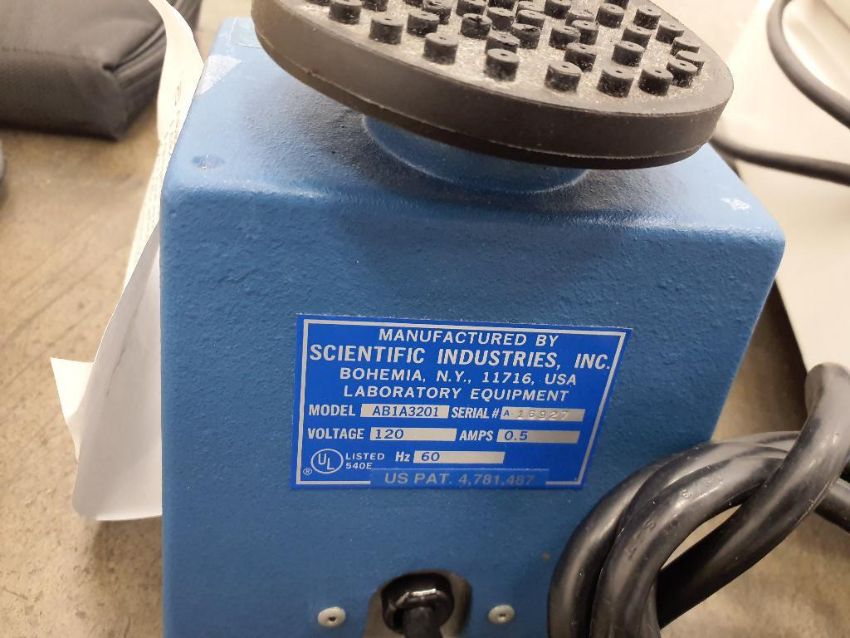 MANUFACTURED BY
SCIENTIFIC INDUSTRIES, INC.
BOHEMIA, N.Y., 11716, USA
LABORATORY EQUIPMENT
MODEL AB1A3201 SERIAL # A 16927
VOLTAGE 120 AMPS 0.5
UL ® LISTED 540E Hz 60
US PAT. 4,781,487